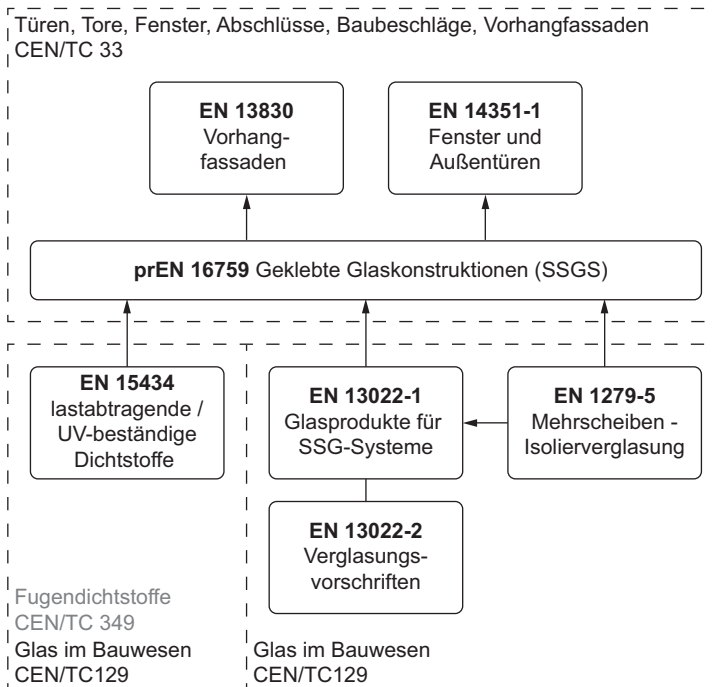 Türen, Tore, Fenster, Abschlüsse, Baubeschläge, Vorhangfassaden
CEN/TC 33
EN 13830
Vorhang-
fassaden
EN 14351-1
Fenster und
Außentüren
prEN 16759 Geklebte Glaskonstruktionen (SSGS)
EN 15434
lastabtragende /
UV-beständige
Dichtstoffe
EN 13022-1
Glasprodukte für
SSG-Systeme
EN 1279-5
Mehrscheiben -
Isolierverglasung
EN 13022-2
Verglasungs-
vorschriften
Fugendichtstoffe
CEN/TC 349
Glas im Bauwesen
CEN/TC129
Glas im Bauwesen
CEN/TC129